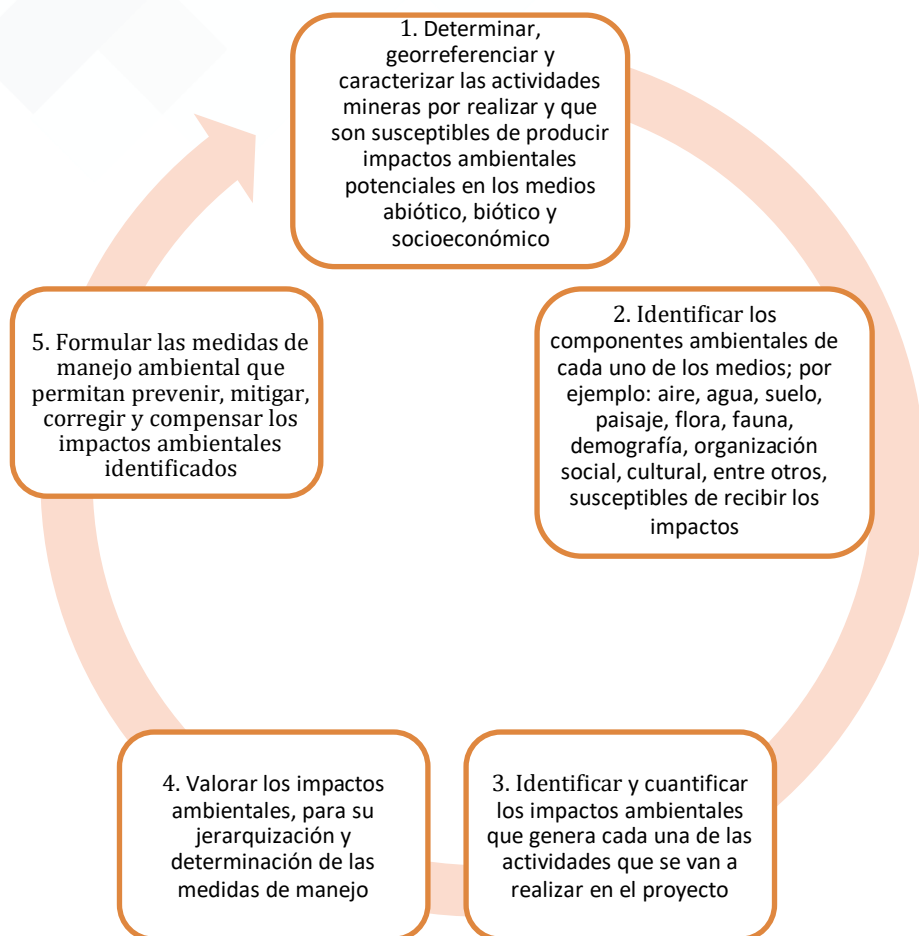 1. Determinar,
georreferenciar y
caracterizar las actividades
mineras por realizar y que
son susceptibles de producir
impactos ambientales
potenciales en los medios
abiótico, biótico y
socioeconómico
2. Identificar los
componentes ambientales de
cada uno de los medios; por
ejemplo: aire, agua, suelo,
paisaje, flora, fauna,
demografía, organización
social, cultural, entre otros,
susceptibles de recibir los
impactos
3. Identificar y cuantificar
los impactos ambientales
que genera cada una de las
actividades que se van a
realizar en el proyecto
4. Valorar los impactos
ambientales, para su
jerarquización y
determinación de las
medidas de manejo
5. Formular las medidas de
manejo ambiental que
permitan prevenir, mitigar,
corregir y compensar los
impactos ambientales
identificados